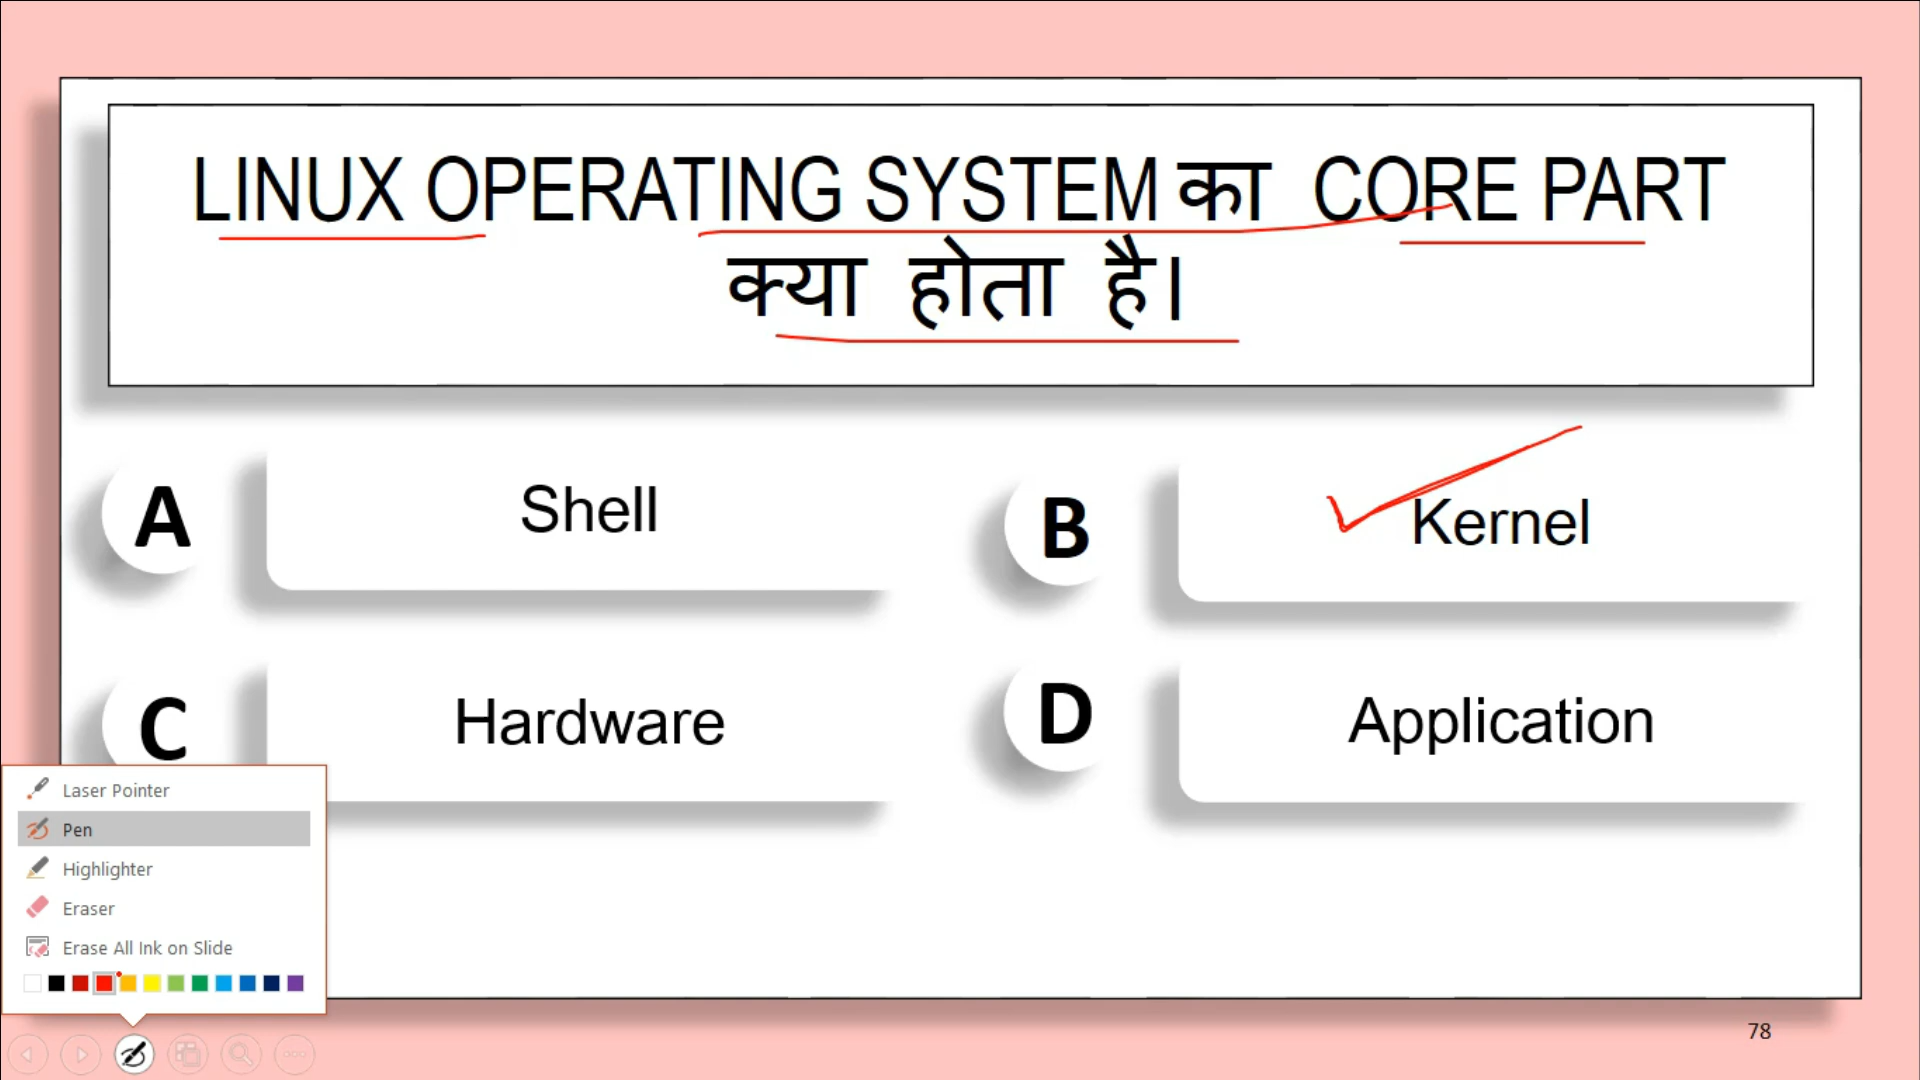 LINUX OPERATING SYSTEM का CORE PART
क्या होता है।
A Shell
B Kernel
C Hardware
D Application
Laser Pointer
Pen
Highlighter
Eraser
Erase All Ink on Slide
78